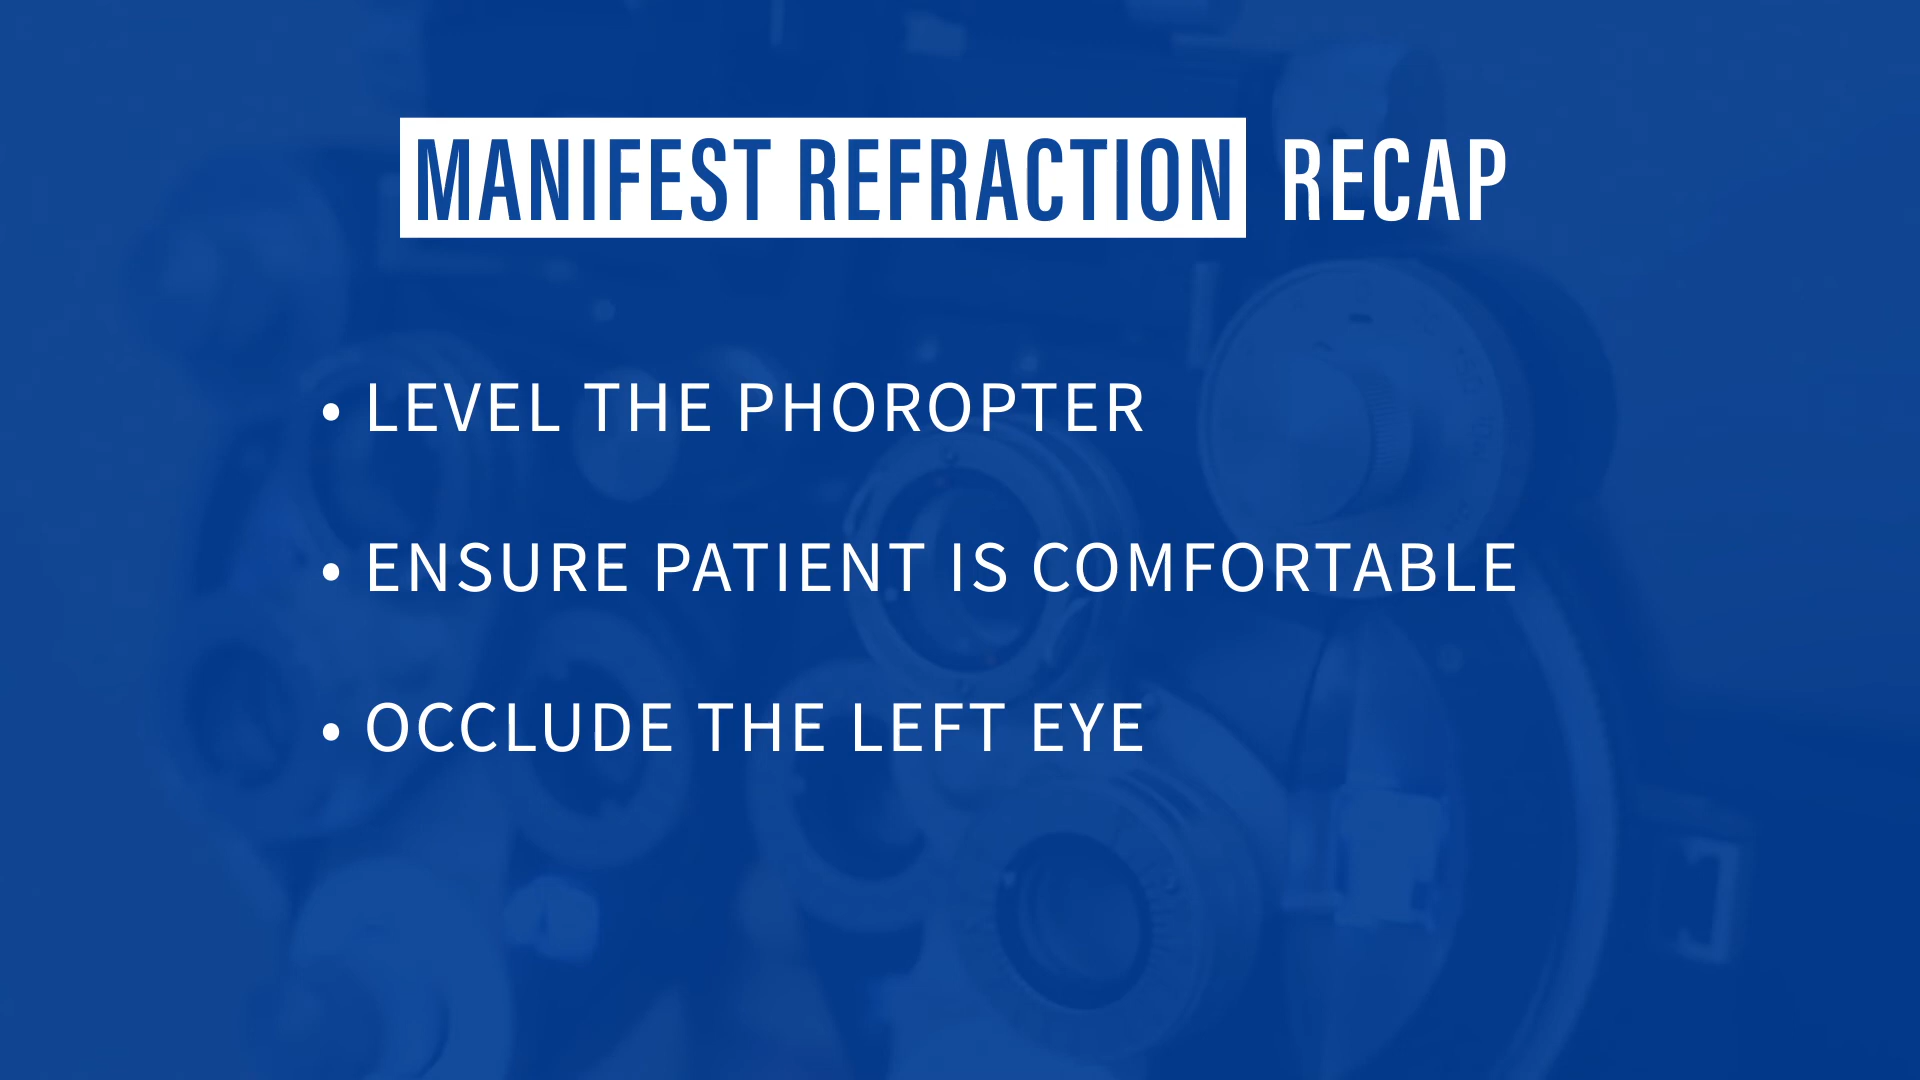 MANIFEST REFRACTION RECAP
• LEVEL THE PHOROPTER
• ENSURE PATIENT IS COMFORTABLE
• OCCLUDE THE LEFT EYE